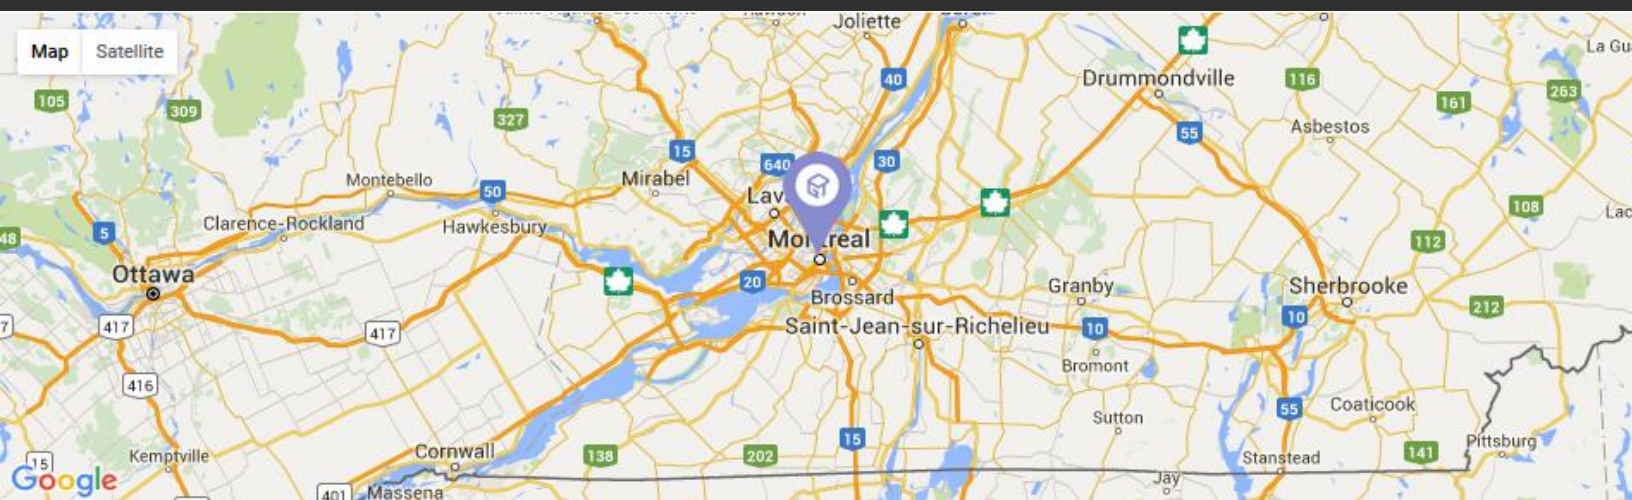 Joliette
Map Satellite
La Gu
40
Drummondville
116
105
309
161
263
327
55
Asbestos
15
640
30
Montebello
50
Mirabel
Lav
108
Lac
Clarence-Rockland
Hawkesbury
48
5
Montreal
112
Ottawa
20
Granby
Sherbrooke
Brossard
212
7
417
417
Saint-Jean-sur-Richelieu
10
10
Bromont
416
55
Coaticook
Sutton
15
Pittsburg
Cornwall
Kemptville
138
202
Stanstead
141
15
Google
Jay
401
Massena